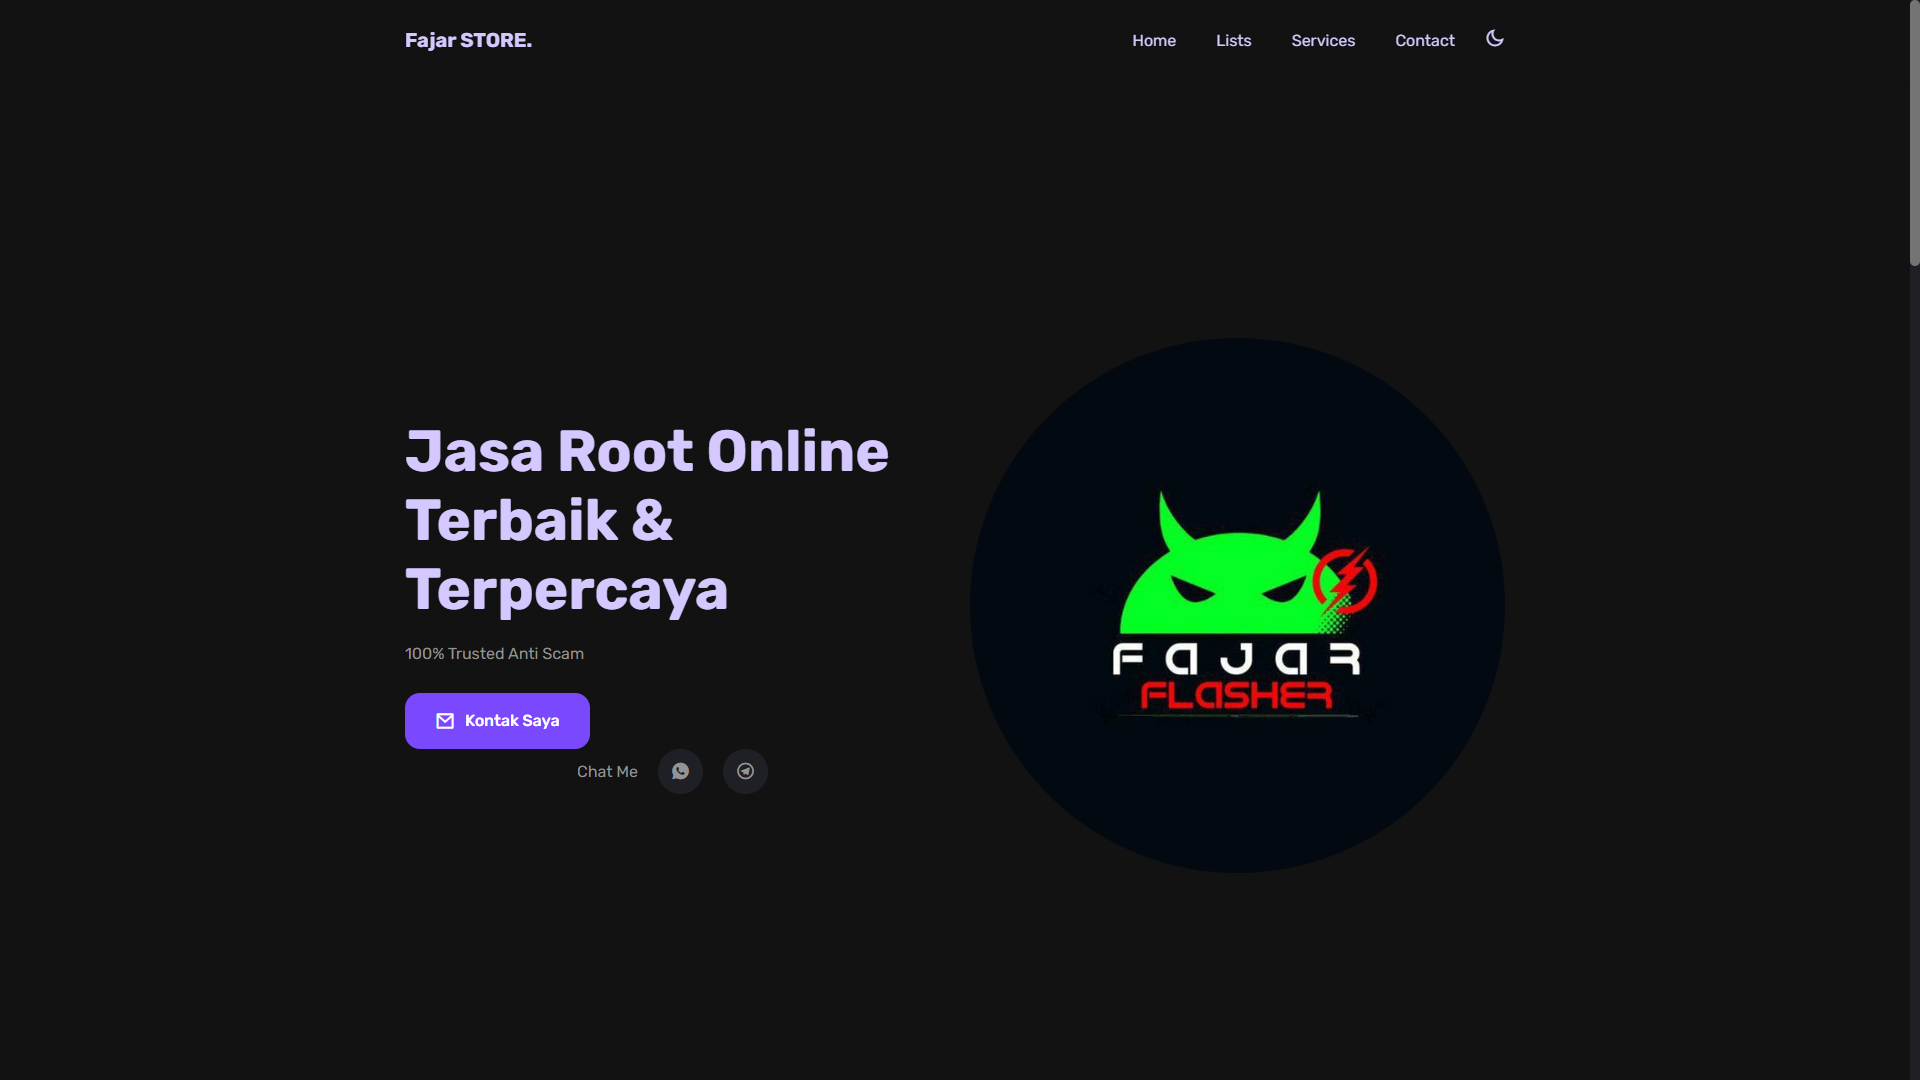 Fajar STORE.
Home
Lists
Services
Contact
Jasa Root Online
Terbaik &
Terpercaya
100% Trusted Anti Scam
Kontak Saya
Chat Me
FAJAR
FLASHER